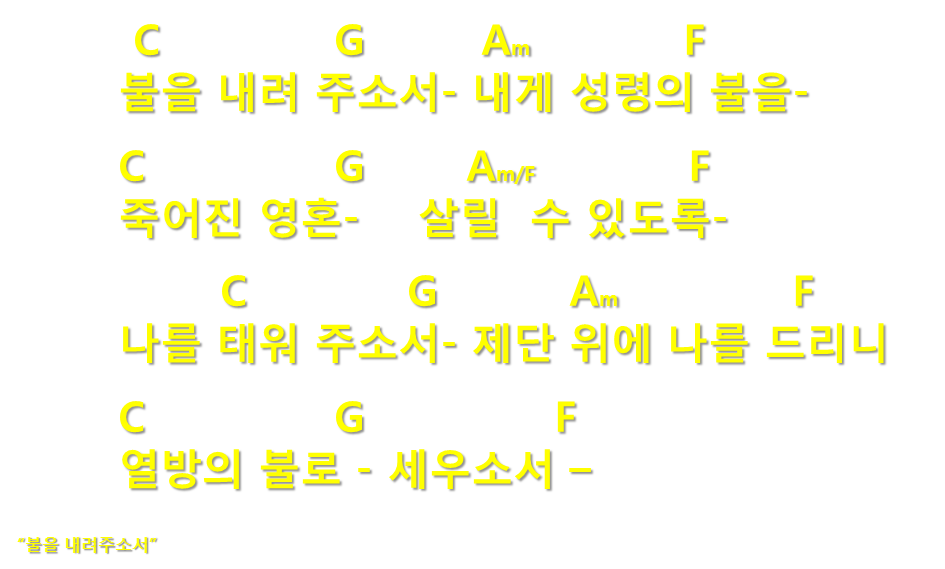 C G Am F
불을 내려 주소서- 내게 성령의 불을-
C G Am/F F
죽어진 영혼- 살릴 수 있도록-
C G Am F
나를 태워 주소서- 제단 위에 나를 드리니
C G F
열방의 불로 - 세우소서 –
“불을 내려주소서”